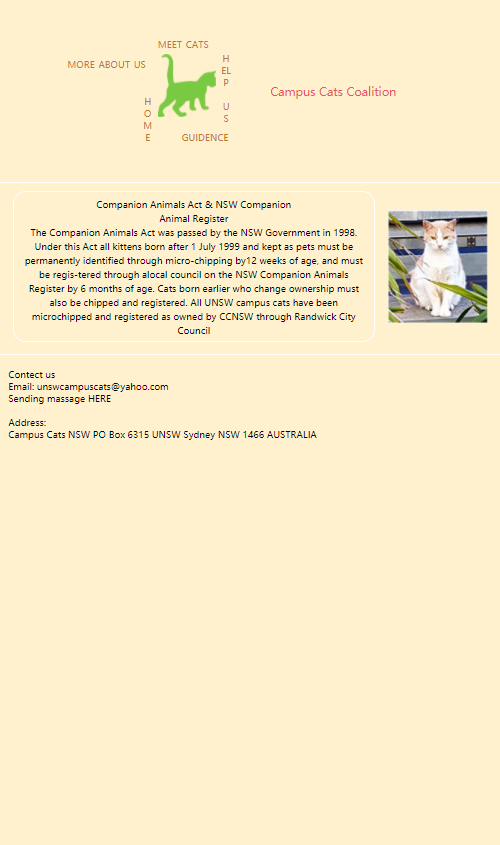 MEET CATS
MORE ABOUT US
HELP US
HOME
GUIDENCE
Campus Cats Coalition
Companion Animals Act & NSW Companion
Animal Register
The Companion Animals Act was passed by the NSW Government in 1998.
Under this Act all kittens born after 1 July 1999 and kept as pets must be
permanently identified through micro-chipping by12 weeks of age, and must
be regis-tered through alocal council on the NSW Companion Animals
Register by 6 months of age. Cats born earlier who change ownership must
also be chipped and registered. All UNSW campus cats have been
microchipped and registered as owned by CCNSW through Randwick City
Council
Contact us
Email: unswcampuscats@yahoo.com
Sending massage HERE
Address:
Campus Cats NSW PO Box 6315 UNSW Sydney NSW 1466 AUSTRALIA